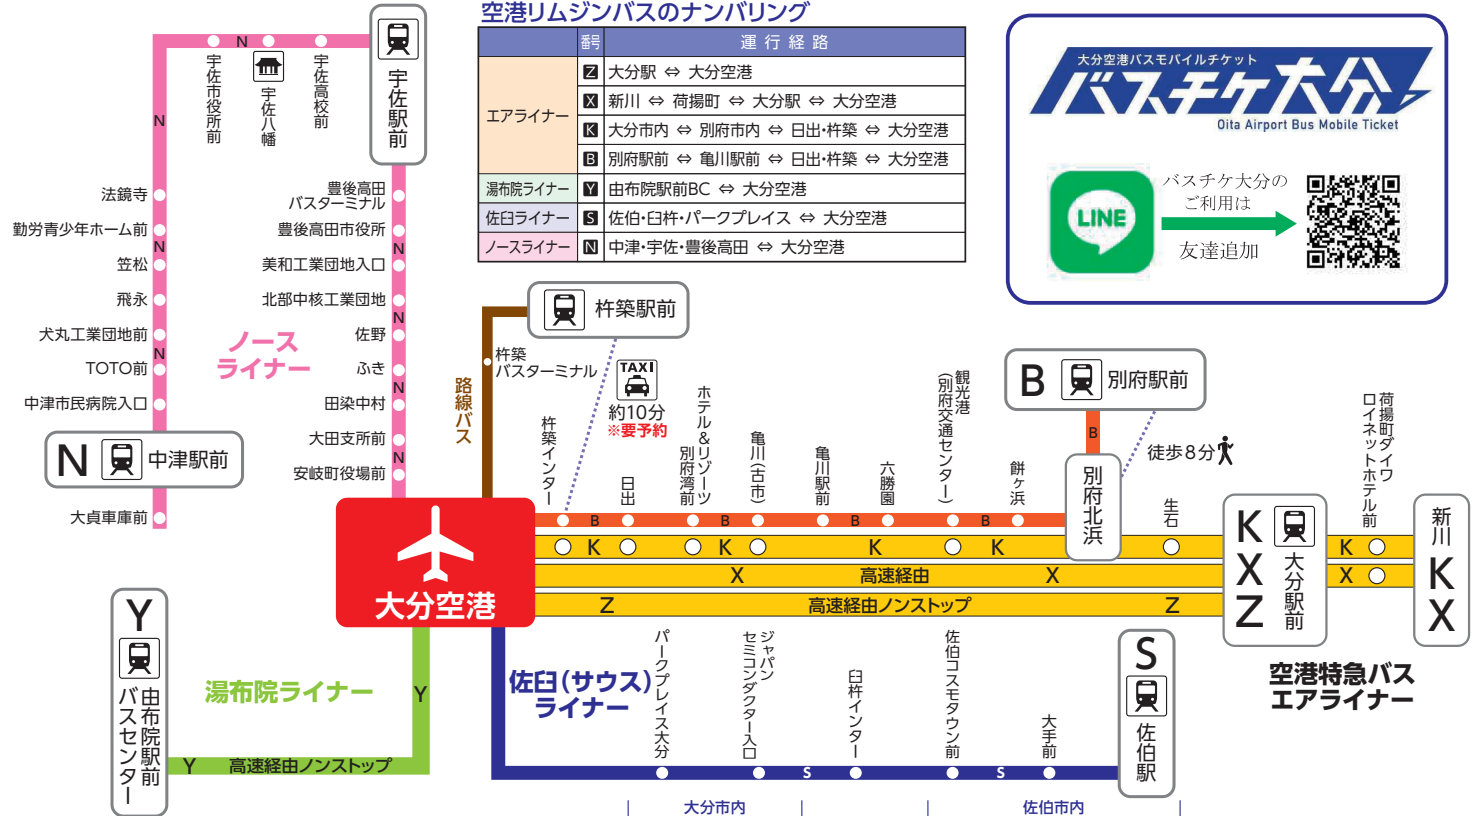 空港リムジンバスのナンバリング
番号
運行経路
エアライナー
Z 大分駅 ⇔ 大分空港
X 新川 ⇔ 荷揚町 ⇔ 大分駅 ⇔ 大分空港
K 大分市内 ⇔ 別府市内 ⇔ 日出・杵築 ⇔ 大分空港
B 別府駅前 ⇔ 亀川駅前 ⇔ 日出・杵築 ⇔ 大分空港
湯布院ライナー Y 由布院駅前BC ⇔ 大分空港
佐臼ライナー S 佐伯・臼杵・パークプレイス ⇔ 大分空港
ノースライナー N 中津・宇佐・豊後高田 ⇔ 大分空港
大分空港バスモバイルチケット
バスチケ大分
Oita Airport Bus Mobile Ticket
LINE
バスチケ大分の
ご利用は
友達追加
宇佐駅前
宇佐高校前
宇佐八幡
宇佐市役所前
N
N
法鏡寺
勤労青少年ホーム前
N
笠松
飛永
犬丸工業団地前
N
TOTO前
中津市民病院入口
N 中津駅前
大貞車庫前
ノース
ライナー
豊後高田
バスターミナル
豊後高田市役所
N
美和工業団地入口
北部中核工業団地
N
佐野
ふき
N
田染中村
大田支所前
N
安岐町役場前
大分空港
路線バス
杵築駅前
杵築
バスターミナル
TAXI
約10分
※要予約
杵築インター
日出
ホテル&リゾーツ
別府湾前
亀川(古市)
亀川駅前
六勝園
観光港
(別府交通センター)
餅ヶ浜
B 別府駅前
B
徒歩8分
別府北浜
生石
B
B
B
B
K
K
K
K
X
高速経由
X
Z
高速経由ノンストップ
Z
K
X
Z
大分駅前
荷揚町ダイワ
ロイネットホテル前
K
X
新川
K
X
空港特急バス
エアライナー
Y
由布院駅前
バスセンター
湯布院ライナー
Y
Y
高速経由ノンストップ
佐臼(サウス)
ライナー
パークプレイス大分
ジャパン
セミコンダクター入口
臼杵インター
佐伯コスモタウン前
大手前
S
佐伯駅
S
S
大分市内
佐伯市内